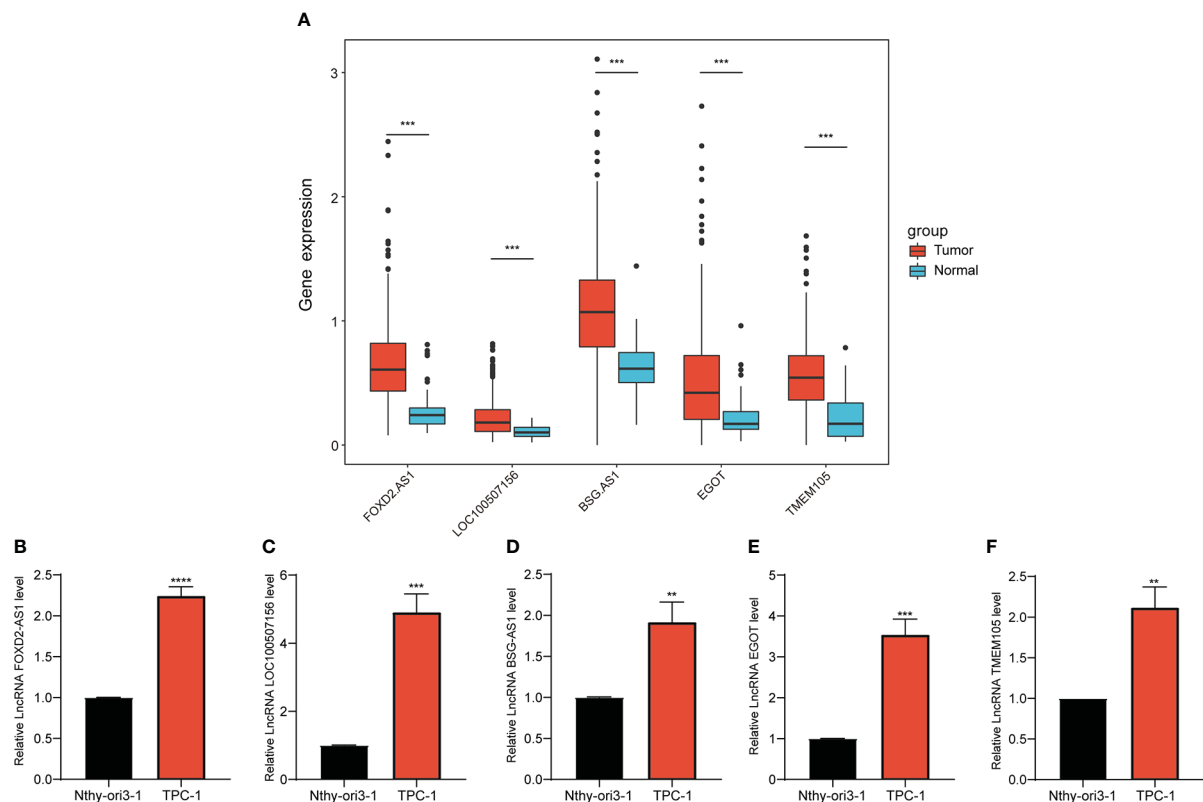 A
Gene expression
3
2
1
0
***
***
***
***
***
FOXD2.AS1
LOC100507156
BSG.AS1
EGOT
TMEM105
group
Tumor
Normal
B
Relative LncRNA FOXD2-AS1 level
2.5
2.0
1.5
1.0
0.5
0.0
****
Nthy-ori3-1 TPC-1
C
Relative LncRNA LOC100507156 level
6
4
2
0
***
Nthy-ori3-1 TPC-1
D
Relative LncRNA BSG-AS1 level
2.5
2.0
1.5
1.0
0.5
0.0
**
Nthy-ori3-1 TPC-1
E
Relative LncRNA EGOT level
5
4
3
2
1
0
***
Nthy-ori3-1 TPC-1
F
Relative LncRNA TMEM105 level
2.5
2.0
1.5
1.0
0.5
0.0
**
Nthy-ori3-1 TPC-1